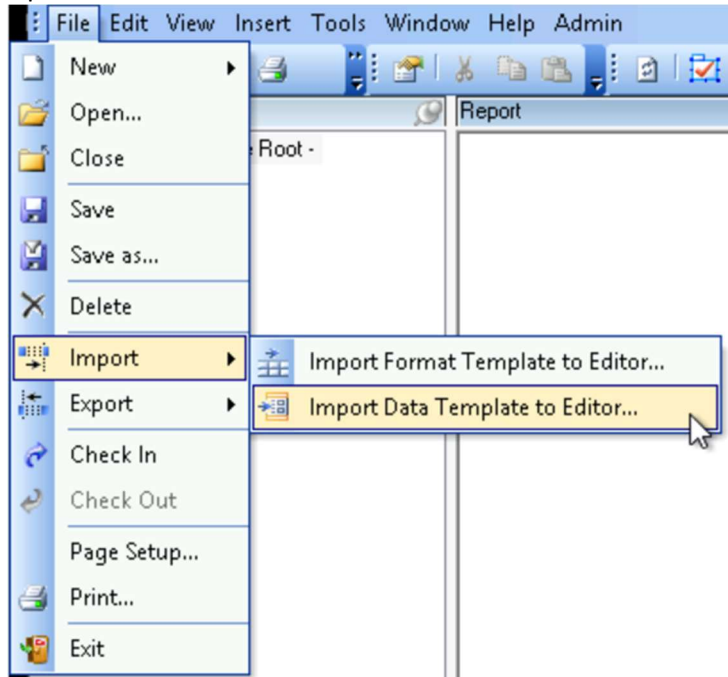 File Edit View Insert Tools Window Help Admin
New
Open...
Report
Root -
Close
Save
Save as...
Delete
Import
Import Format Template to Editor...
Export
Import Data Template to Editor...
Check In
Check Out
Page Setup...
Print...
Exit